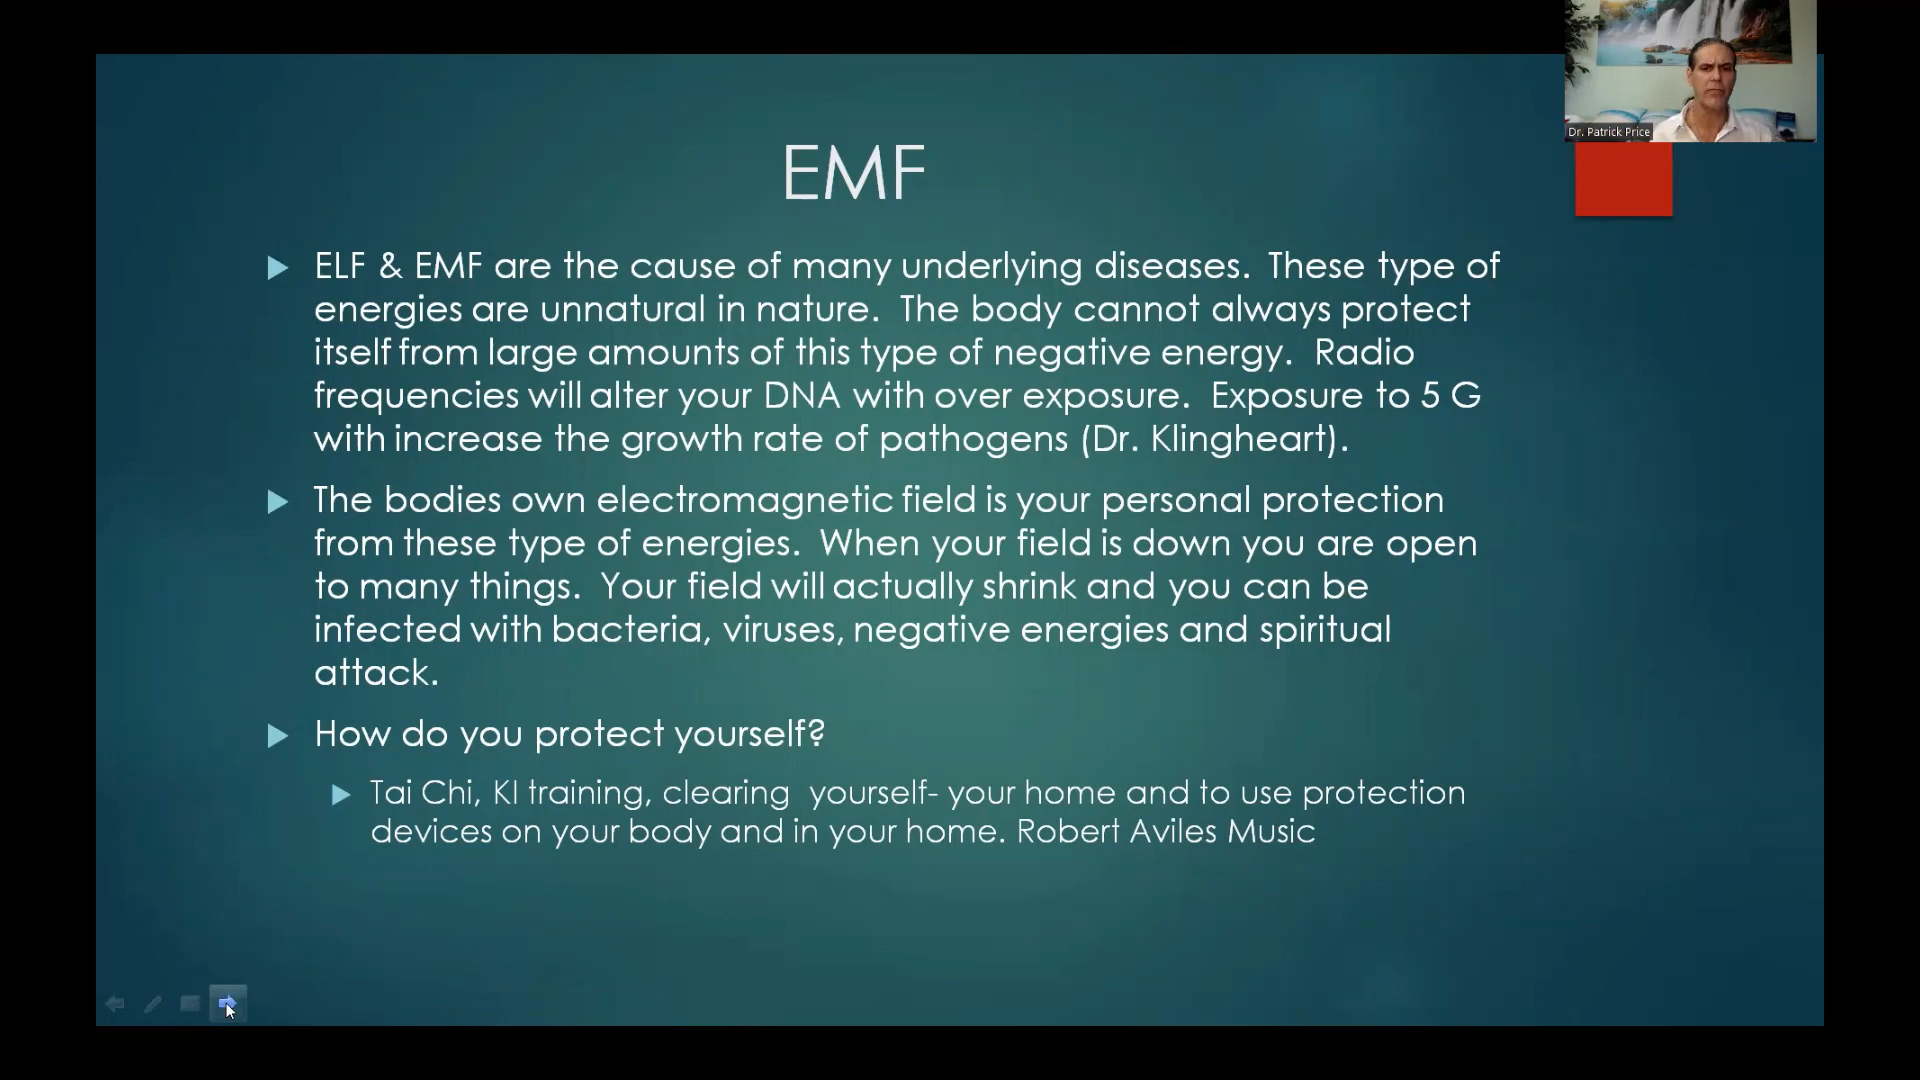 Dr. Patrick Price
EMF
ELF & EMF are the cause of many underlying diseases.  These type of
energies are unnatural in nature.  The body cannot always protect
itself from large amounts of this type of negative energy.  Radio
frequencies will alter your DNA with over exposure.  Exposure to 5 G
with increase the growth rate of pathogens (Dr. Klingheart).
The bodies own electromagnetic field is your personal protection
from these type of energies.  When your field is down you are open
to many things.  Your field will actually shrink and you can be
infected with bacteria, viruses, negative energies and spiritual
attack.
How do you protect yourself?
Tai Chi, KI training, clearing  yourself- your home and to use protection
devices on your body and in your home. Robert Aviles Music